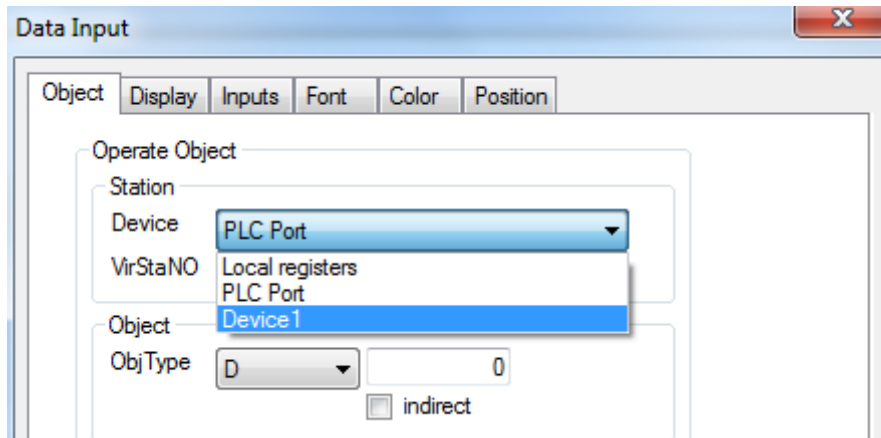 Data Input
x
Object Display Inputs Font Color Position
Operate Object
Station
Device PLC Port
VirStaNO Local registers
PLC Port
Device1
Object
ObjType D 0
indirect